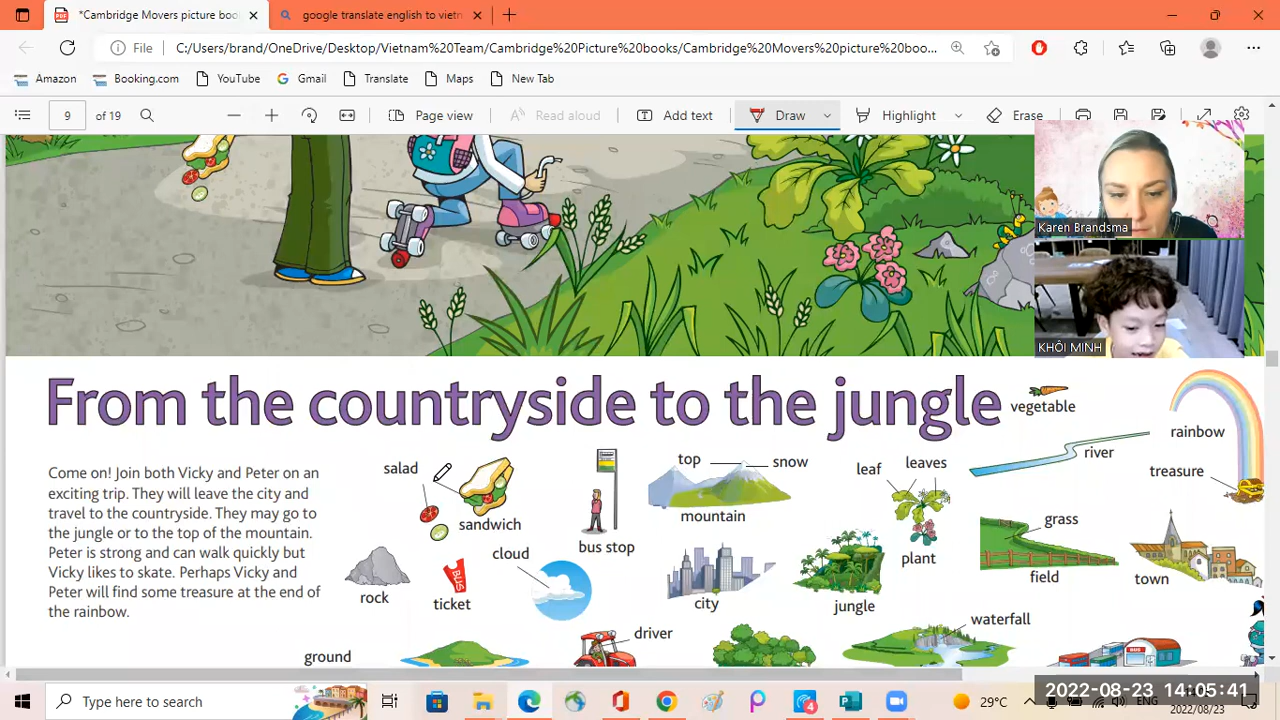 *Cambridge Movers picture boo
google translate english to vietn
File
C:/Users/brand/OneDrive/Desktop/Vietnam%20Team/Cambridge%20Picture%20books/Cambridge%20Movers%20picture%20boo...
Amazon
Booking.com
YouTube
Gmail
Translate
Maps
New Tab
9
of 19
Page view
Read aloud
Add text
Draw
Highlight
Erase
Karen Brandsma
KHÔI MINH
From the countryside to the jungle
vegetable
rainbow
river
treasure
Come on! Join both Vicky and Peter on an
exciting trip. They will leave the city and
travel to the countryside. They may go to
the jungle or to the top of the mountain.
Peter is strong and can walk quickly but
Vicky likes to skate. Perhaps Vicky and
Peter will find some treasure at the end of
the rainbow.
salad
sandwich
bus stop
top
snow
mountain
leaf
leaves
plant
grass
field
town
rock
ticket
BUS
cloud
city
jungle
waterfall
ground
driver
BUS
Type here to search
4
29°C
ENG
2022-08-23 14:05:41
2022/08/23